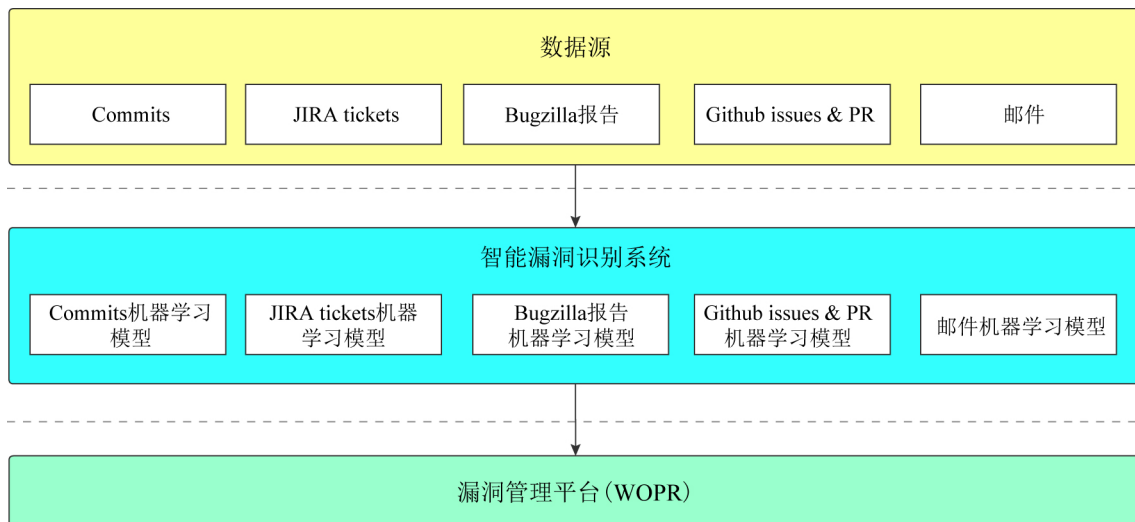 数据源
Commits
JIRA tickets
Bugzilla报告
Github issues & PR
邮件
智能漏洞识别系统
Commits机器学习
模型
JIRA tickets机器
学习模型
Bugzilla报告
机器学习模型
Github issues & PR
机器学习模型
邮件机器学习模型
漏洞管理平台(WOPR)